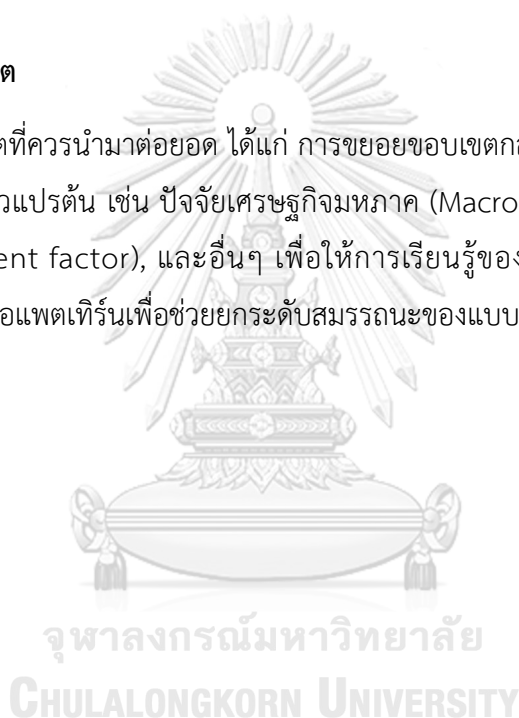 ต
ตที่ควรนำมาต่อยอด ได้แก่ การขยอยขอบเขตก
วแปรต้น เช่น ปัจจัยเศรษฐกิจมหภาค (Macro
ent factor), และอื่นๆ เพื่อให้การเรียนรู้ของ
อแพตเทิร์นเพื่อช่วยยกระดับสมรรถนะของแบบ
จุฬาลงกรณ์มหาวิทยาลัย
CHULALONGKORN UNIVERSITY